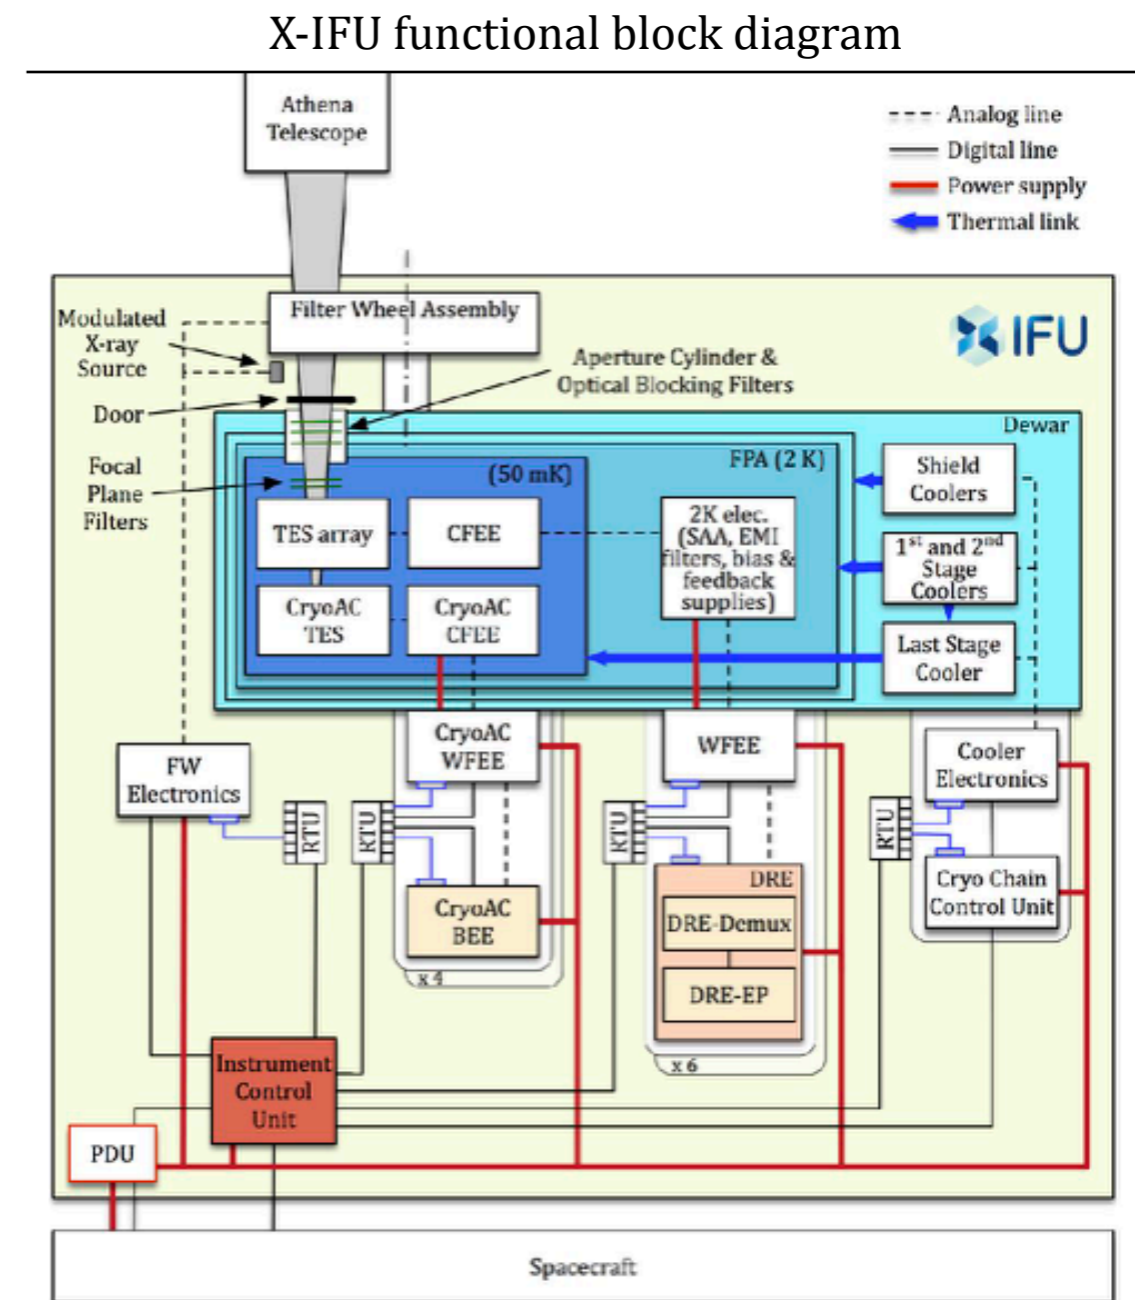 X-IFU functional block diagram
Athena
Telescope
Analog line
Digital line
Power supply
Thermal link
Filter Wheel Assembly
Modulated
X-ray
Source
Door
Focal
Plane
Filters
Aperture Cylinder &
Optical Blocking Filters
XIFU
Dewar
FPA (2 K)
(50 mK)
TES array
CFEE
CryoAC
TES
CryoAC
CFEE
2K elec.
(SAA, EMI
filters, bias &
feedback
supplies)
Shield
Coolers
1st and 2nd
Stage
Coolers
Last Stage
Cooler
FW
Electronics
RTU
RTU
CryoAC
WFEE
CryoAC
BEE
x 4
RTU
WFEE
DRE
DRE-Demux
DRE-EP
x 6
RTU
Cooler
Electronics
Cryo Chain
Control Unit
Instrument
Control
Unit
PDU
Spacecraft